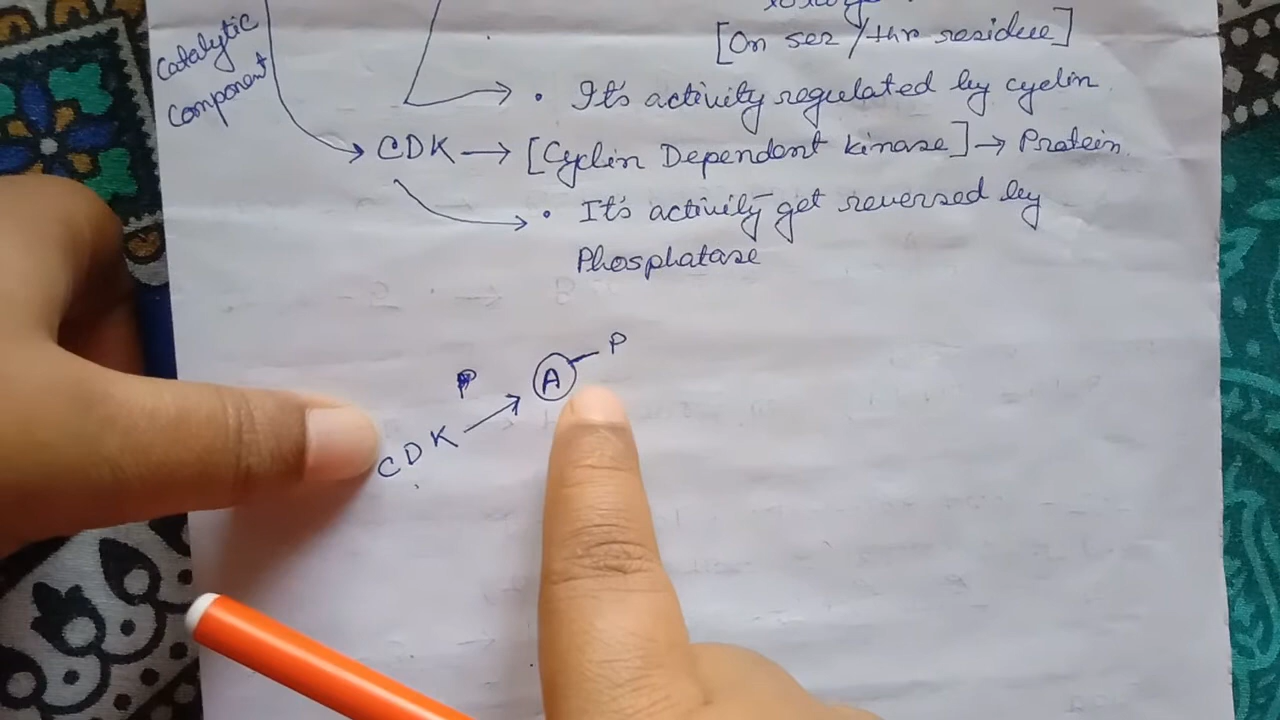 [On ser/thr residue]
Catalytic
Component
• It's activity regulated by cyclin
CDK → [Cyclin Dependent kinase] → Protein.
• It's activity get reversed by
Phosphatase
P
A - P
CDK →